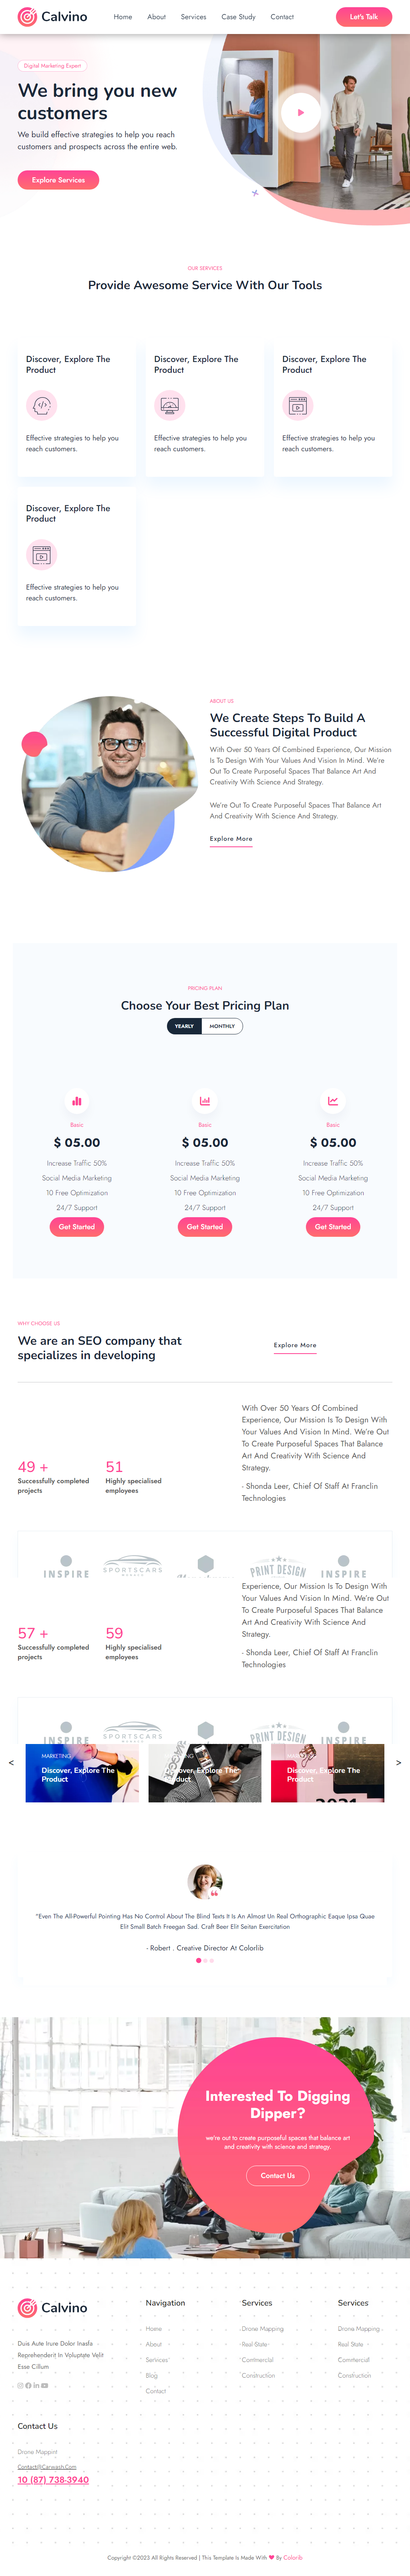 Calvino
Home
About
Services
Case Study
Contact
Let's Talk
Digital Marketing Expert
We bring you new
customers
We build effective strategies to help you reach
customers and prospects across the entire web.
Explore Services
OUR SERVICES
Provide Awesome Service With Our Tools
Discover, Explore The
Product
Effective strategies to help you
reach customers.
Discover, Explore The
Product
Effective strategies to help you
reach customers.
Discover, Explore The
Product
Effective strategies to help you
reach customers.
Discover, Explore The
Product
Effective strategies to help you
reach customers.
ABOUT US
We Create Steps To Build A
Successful Digital Product
With Over 50 Years Of Combined Experience, Our Mission
Is To Design With Your Values And Vision In Mind. We're
Out To Create Purposeful Spaces That Balance Art And
Creativity With Science And Strategy.
We're Out To Create Purposeful Spaces That Balance Art
And Creativity With Science And Strategy.
Explore More
PRICING PLAN
Choose Your Best Pricing Plan
YEARLY
MONTHLY
Basic
$ 05.00
Increase Traffic 50%
Social Media Marketing
10 Free Optimization
24/7 Support
Get Started
Basic
$ 05.00
Increase Traffic 50%
Social Media Marketing
10 Free Optimization
24/7 Support
Get Started
Basic
$ 05.00
Increase Traffic 50%
Social Media Marketing
10 Free Optimization
24/7 Support
Get Started
WHY CHOOSE US
We are an SEO company that
specializes in developing
Explore More
49 +
Successfully completed
projects
51
Highly specialised
employees
With Over 50 Years Of Combined
Experience, Our Mission Is To Design With
Your Values And Vision In Mind. We're Out
To Create Purposeful Spaces That Balance
Art And Creativity With Science And
Strategy.
- Shonda Leer, Chief Of Staff At Franclin
Technologies
INSPIRE
SPORTSCARS
PRINT DESIGN
INSPIRE
57 +
Successfully completed
projects
59
Highly specialised
employees
Experience, Our Mission Is To Design With
Your Values And Vision In Mind. We're Out
To Create Purposeful Spaces That Balance
Art And Creativity With Science And
Strategy.
- Shonda Leer, Chief Of Staff At Franclin
Technologies
INSPIRE
SPORTSCARS
PRINT DESIGN
INSPIRE
<
MARKETING
Discover, Explore The
Product
Discover, Explore The
Product
Discover, Explore The
Product
2021
>
"Even The All-Powerful Pointing Has No Control About The Blind Texts It Is An Almost Un Real Orthographic Eaque Ipsa Quae
Elit Small Batch Freegan Sad. Craft Beer Elit Seitan Exercitation
- Robert . Creative Director At Colorlib
Interested To Digging
Dipper?
we're out to create purposeful spaces that balance art
and creativity with science and strategy.
Contact Us
Calvino
Duis Aute Irure Dolor Inasfa
Reprehenderit In Voluptate Velit
Esse Cillum
Navigation
Home
About
Services
Blog
Contact
Services
Drone Mapping
Real State
Commercial
Construction
Services
Drone Mapping
Real State
Commercial
Construction
Contact Us
Drone Mappint
Contact@Carwash.Com
10 (87) 738-3940
Copyright ©2023 All Rights Reserved | This Template Is Made With ❤ By Colorlib